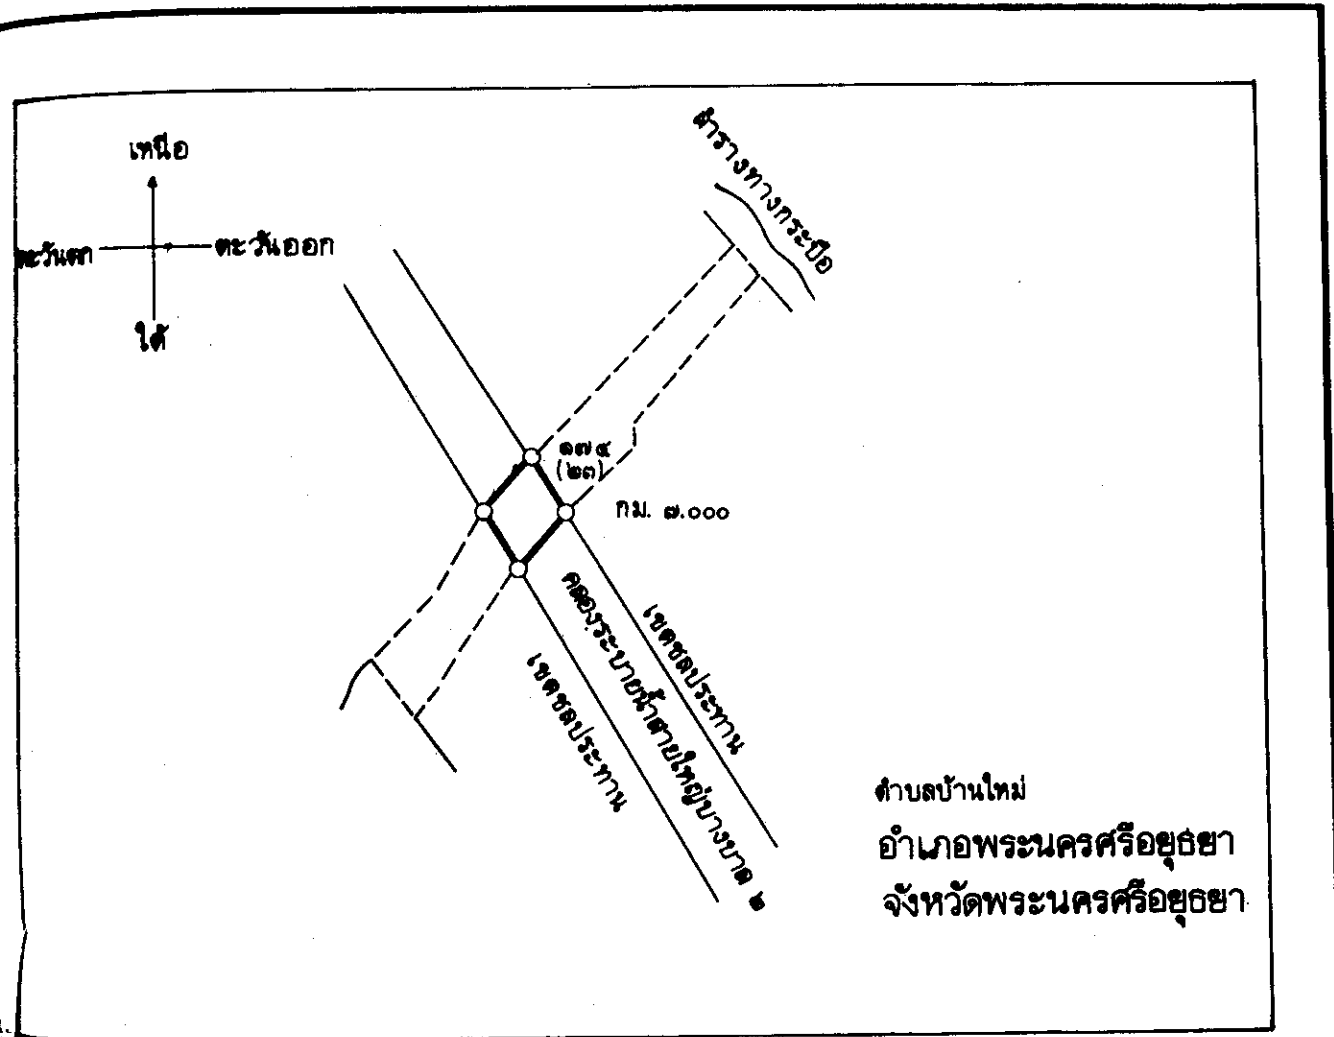 เหนือ
ตะวันตก
ตะวันออก
ใต้
ลำรางทางกระบือ
๑๗๔
(๒๓)
กม. ๗.๐๐๐
คลองระบายน้ำสายใหญ่บางบาล ๒
เขตชลประทาน
เขตชลประทาน
ตำบลบ้านใหม่
อำเภอพระนครศรีอยุธยา
จังหวัดพระนครศรีอยุธยา